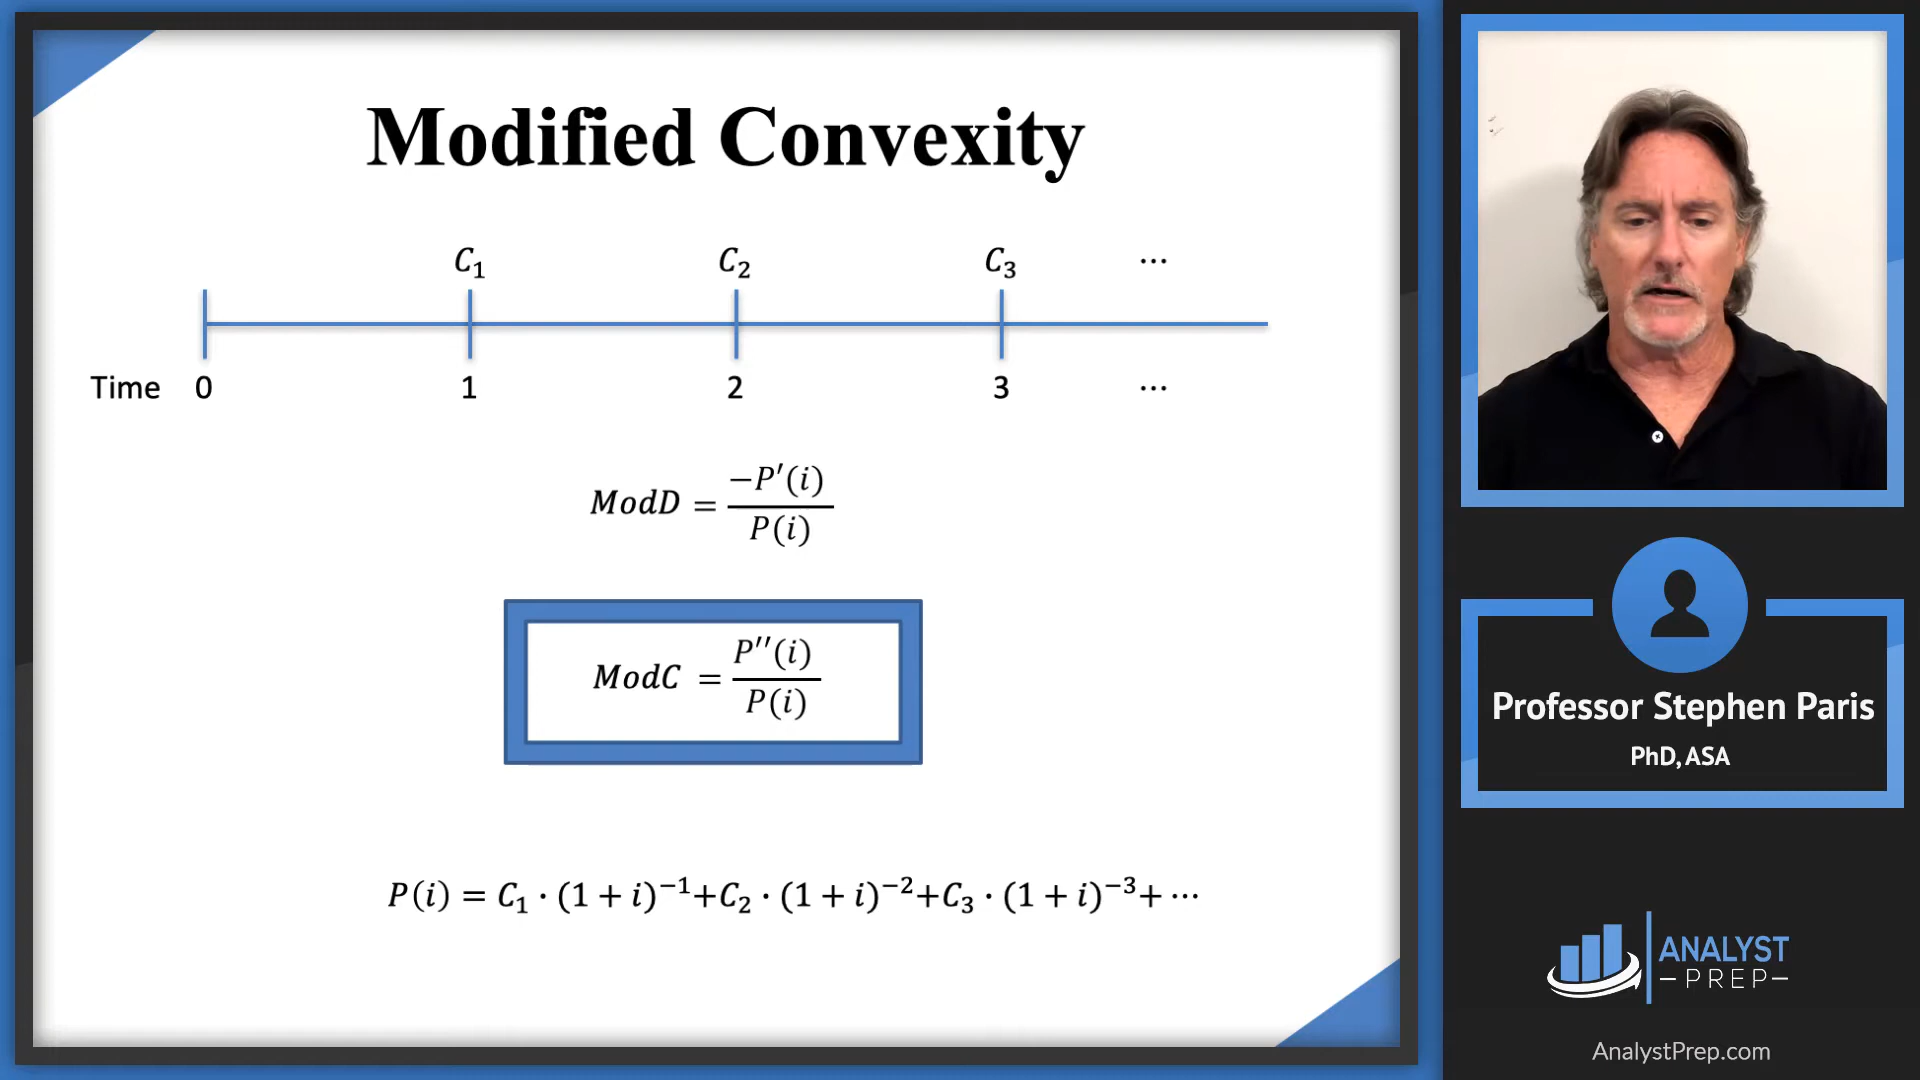 Modified Convexity
C₁ C₂ C₃ ⋯
Time 0 1 2 3 ⋯
ModD = −P′(i) / P(i)
ModC = P′′(i) / P(i)
P(i) = C₁ · (1 + i)⁻¹+C₂ · (1 + i)⁻²+C₃ · (1 + i)⁻³+ ⋯
Professor Stephen Paris
PhD, ASA
ANALYST
PREP
AnalystPrep.com